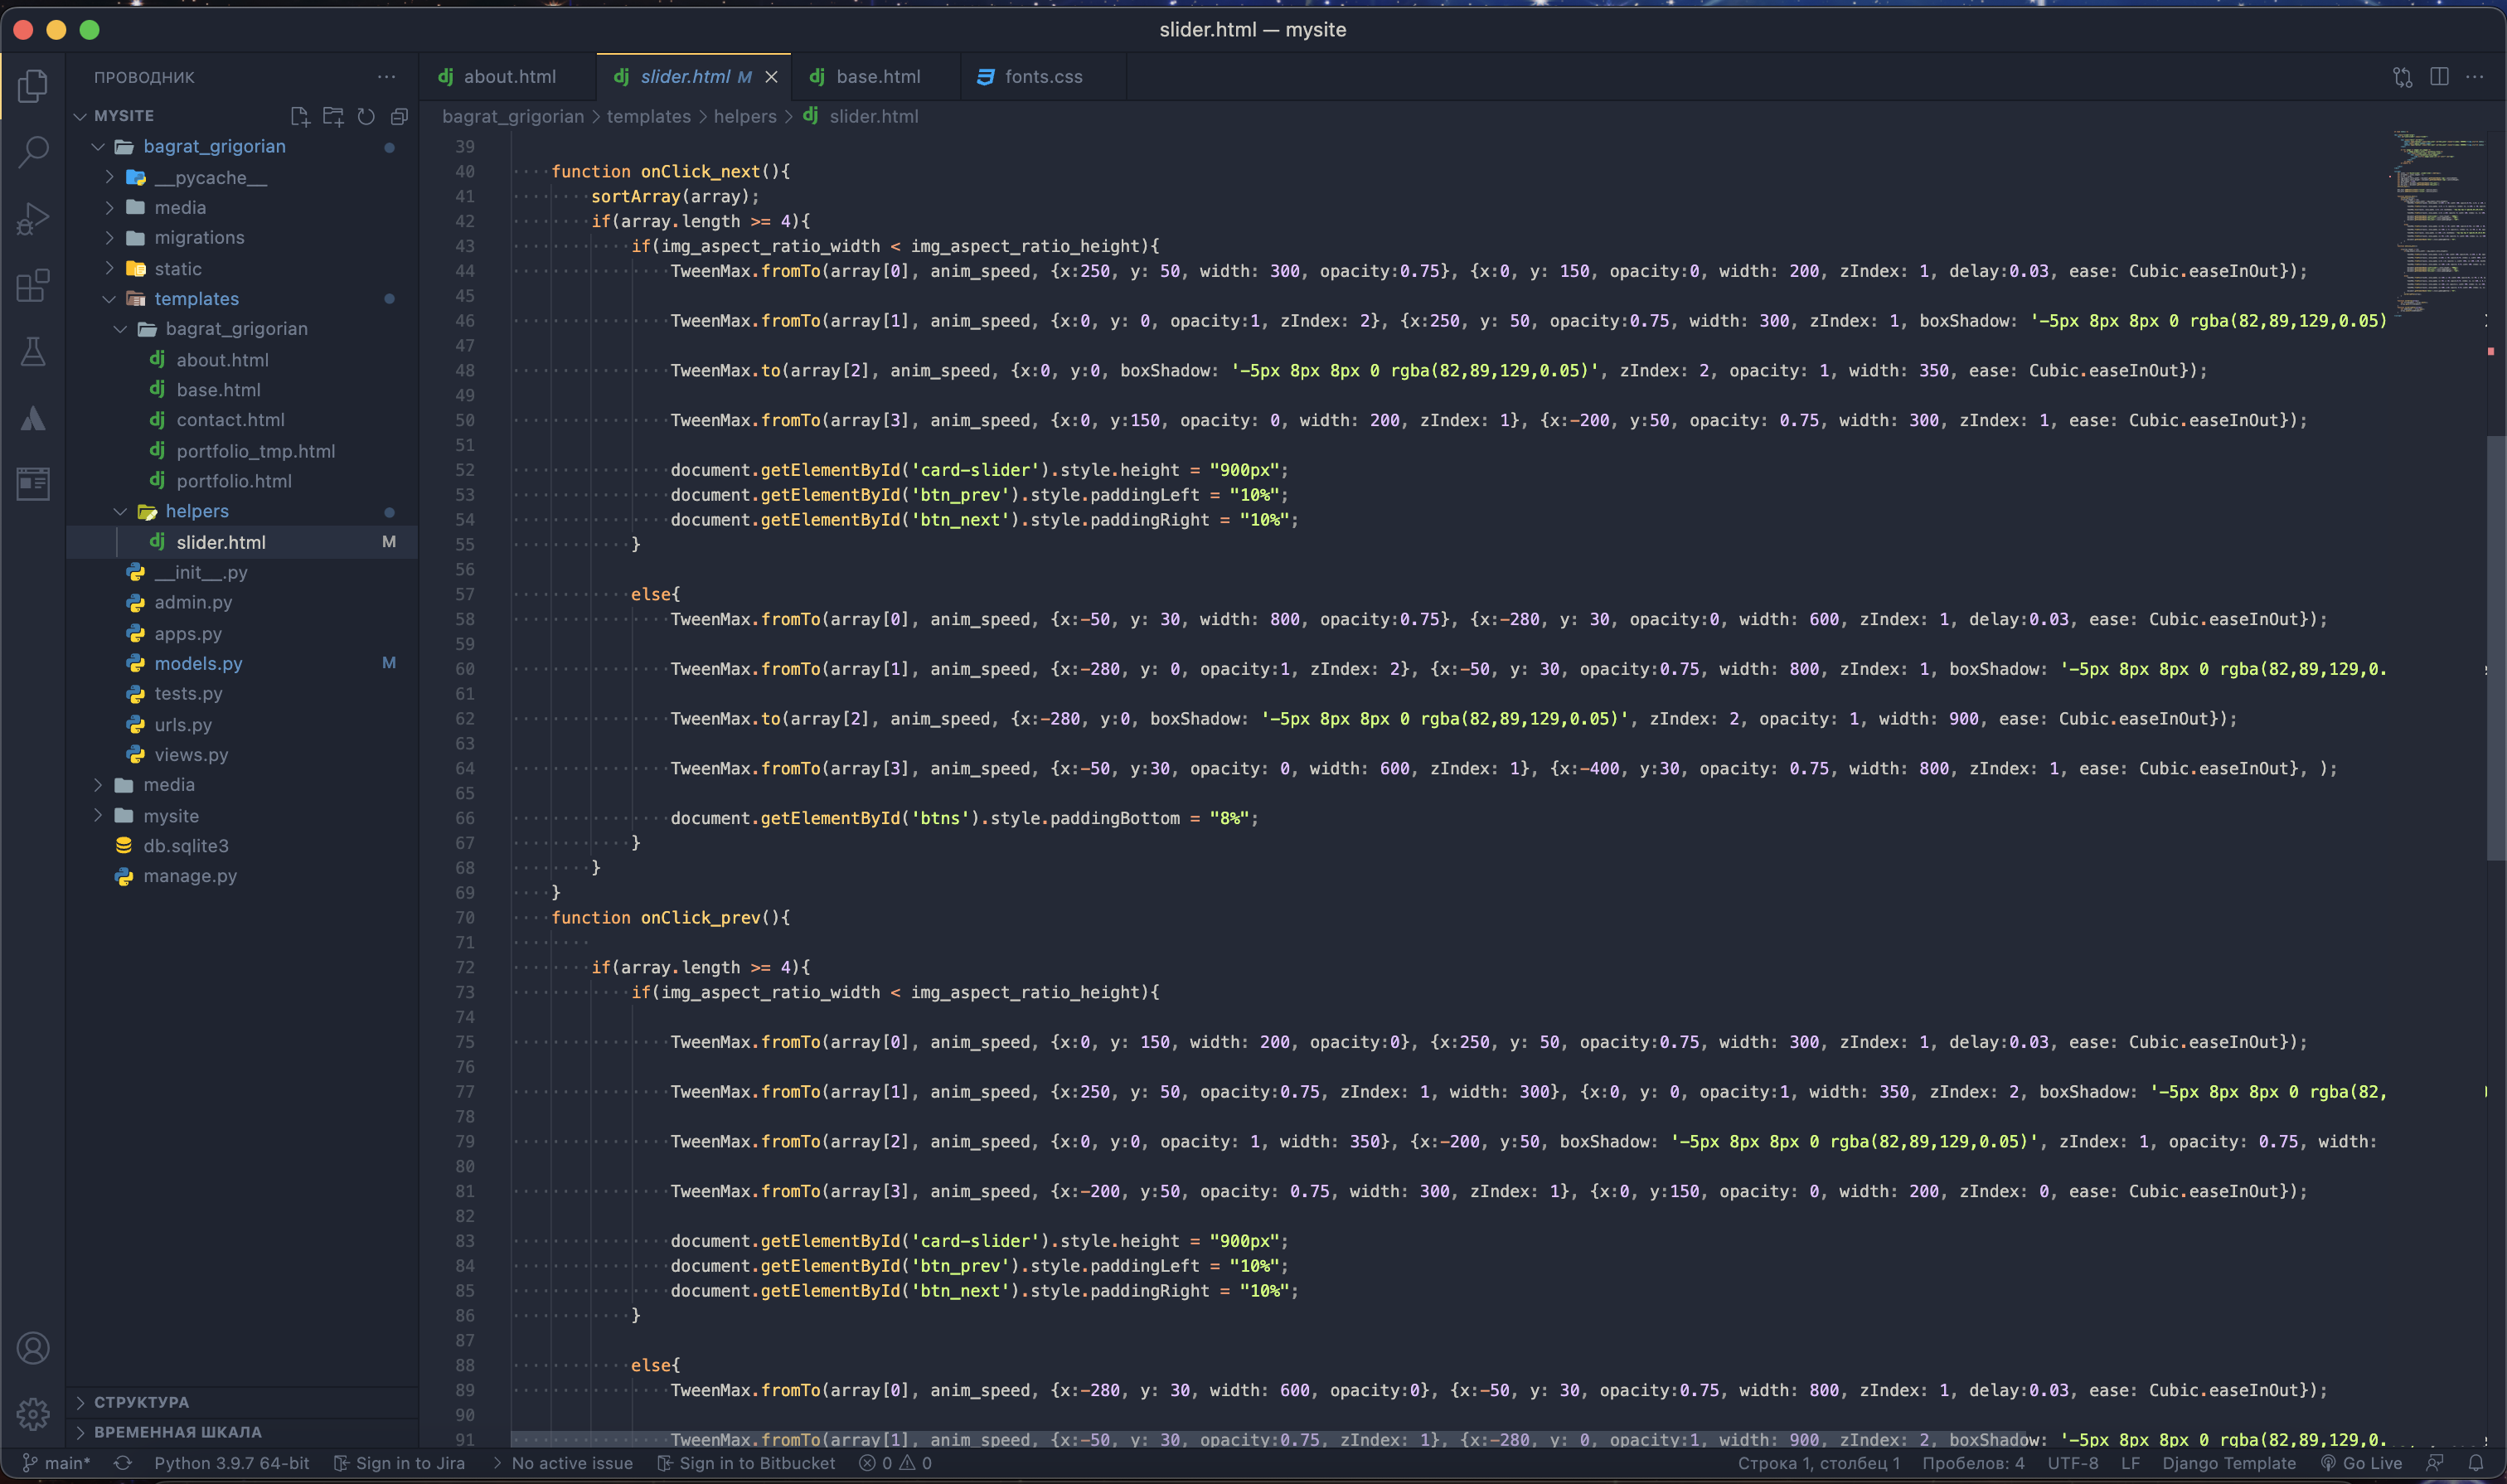 slider.html — mysite
ПРОВОДНИК
MYSITE
bagrat_grigorian
__pycache__
media
migrations
static
templates
bagrat_grigorian
about.html
base.html
contact.html
portfolio_tmp.html
portfolio.html
helpers
slider.html M
__init__.py
admin.py
apps.py
models.py M
tests.py
urls.py
views.py
media
mysite
db.sqlite3
manage.py
СТРУКТУРА
ВРЕМЕННАЯ ШКАЛА
about.html slider.html M base.html fonts.css
bagrat_grigorian > templates > helpers > slider.html
39
40 function onClick_next(){
41 sortArray(array);
42 if(array.length >= 4){
43 if(img_aspect_ratio_width < img_aspect_ratio_height){
44 TweenMax.fromTo(array[0], anim_speed, {x:250, y: 50, width: 300, opacity:0.75}, {x:0, y: 150, opacity:0, width: 200, zIndex: 1, delay:0.03, ease: Cubic.easeInOut});
45
46 TweenMax.fromTo(array[1], anim_speed, {x:0, y: 0, opacity:1, zIndex: 2}, {x:250, y: 50, opacity:0.75, width: 300, zIndex: 1, boxShadow: '-5px 8px 8px 0 rgba(82,89,129,0.05)
47
48 TweenMax.to(array[2], anim_speed, {x:0, y:0, boxShadow: '-5px 8px 8px 0 rgba(82,89,129,0.05)', zIndex: 2, opacity: 1, width: 350, ease: Cubic.easeInOut});
49
50 TweenMax.fromTo(array[3], anim_speed, {x:0, y:150, opacity: 0, width: 200, zIndex: 1}, {x:-200, y:50, opacity: 0.75, width: 300, zIndex: 1, ease: Cubic.easeInOut});
51
52 document.getElementById('card-slider').style.height = "900px";
53 document.getElementById('btn_prev').style.paddingLeft = "10%";
54 document.getElementById('btn_next').style.paddingRight = "10%";
55 }
56
57 else{
58 TweenMax.fromTo(array[0], anim_speed, {x:-50, y: 30, width: 800, opacity:0.75}, {x:-280, y: 30, opacity:0, width: 600, zIndex: 1, delay:0.03, ease: Cubic.easeInOut});
59
60 TweenMax.fromTo(array[1], anim_speed, {x:-280, y: 0, opacity:1, zIndex: 2}, {x:-50, y: 30, opacity:0.75, width: 800, zIndex: 1, boxShadow: '-5px 8px 8px 0 rgba(82,89,129,0.
61
62 TweenMax.to(array[2], anim_speed, {x:-280, y:0, boxShadow: '-5px 8px 8px 0 rgba(82,89,129,0.05)', zIndex: 2, opacity: 1, width: 900, ease: Cubic.easeInOut});
63
64 TweenMax.fromTo(array[3], anim_speed, {x:-50, y:30, opacity: 0, width: 600, zIndex: 1}, {x:-400, y:30, opacity: 0.75, width: 800, zIndex: 1, ease: Cubic.easeInOut}, );
65
66 document.getElementById('btns').style.paddingBottom = "8%";
67 }
68 }
69 }
70 function onClick_prev(){
71
72 if(array.length >= 4){
73 if(img_aspect_ratio_width < img_aspect_ratio_height){
74
75 TweenMax.fromTo(array[0], anim_speed, {x:0, y: 150, width: 200, opacity:0}, {x:250, y: 50, opacity:0.75, width: 300, zIndex: 1, delay:0.03, ease: Cubic.easeInOut});
76
77 TweenMax.fromTo(array[1], anim_speed, {x:250, y: 50, opacity:0.75, zIndex: 1, width: 300}, {x:0, y: 0, opacity:1, width: 350, zIndex: 2, boxShadow: '-5px 8px 8px 0 rgba(82,
78
79 TweenMax.fromTo(array[2], anim_speed, {x:0, y:0, opacity: 1, width: 350}, {x:-200, y:50, boxShadow: '-5px 8px 8px 0 rgba(82,89,129,0.05)', zIndex: 1, opacity: 0.75, width:
80
81 TweenMax.fromTo(array[3], anim_speed, {x:-200, y:50, opacity: 0.75, width: 300, zIndex: 1}, {x:0, y:150, opacity: 0, width: 200, zIndex: 0, ease: Cubic.easeInOut});
82
83 document.getElementById('card-slider').style.height = "900px";
84 document.getElementById('btn_prev').style.paddingLeft = "10%";
85 document.getElementById('btn_next').style.paddingRight = "10%";
86 }
87
88 else{
89 TweenMax.fromTo(array[0], anim_speed, {x:-280, y: 30, width: 600, opacity:0}, {x:-50, y: 30, opacity:0.75, width: 800, zIndex: 1, delay:0.03, ease: Cubic.easeInOut});
90
91 TweenMax.fromTo(array[1], anim_speed, {x:-50, y: 30, opacity:0.75, zIndex: 1}, {x:-280, y: 0, opacity:1, width: 900, zIndex: 2, boxShadow: '-5px 8px 8px 0 rgba(82,89,129,0.
main* Python 3.9.7 64-bit Sign in to Jira No active issue Sign in to Bitbucket 0 0 Строка 1, столбец 1 Пробелов: 4 UTF-8 LF Django Template Go Live